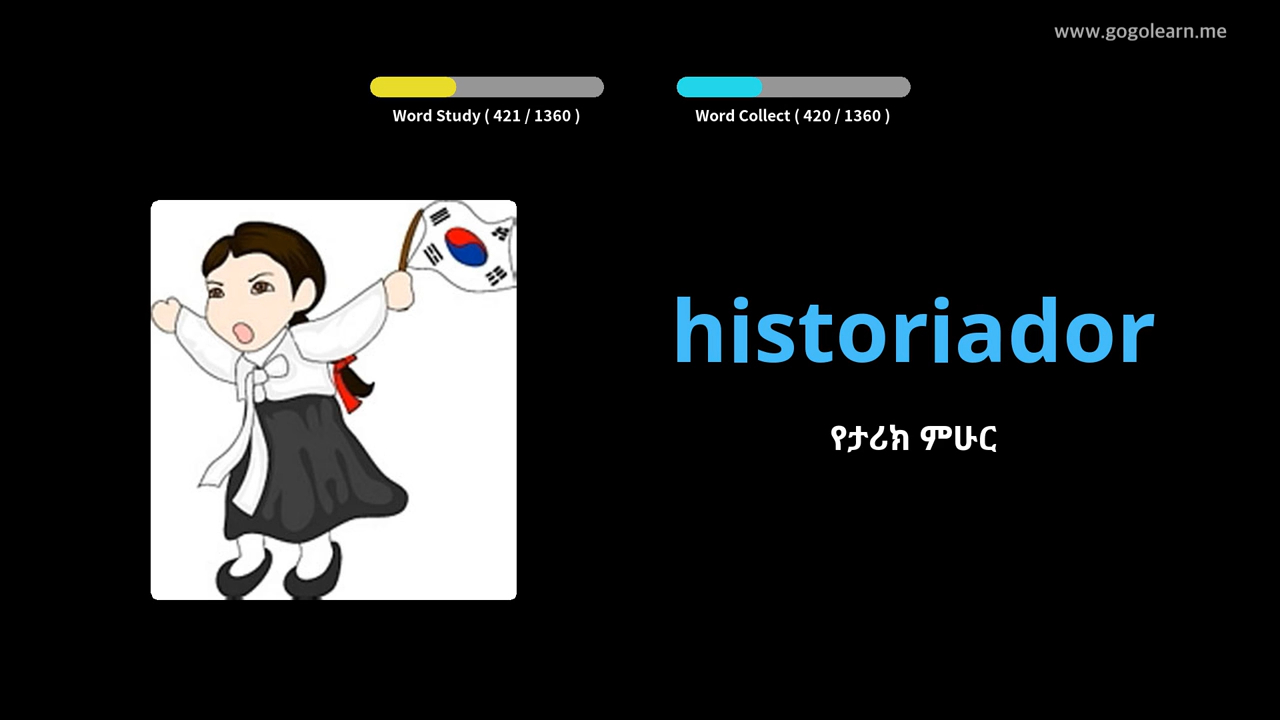 www.gogolearn.me
Word Study ( 421 / 1360 )
Word Collect ( 420 / 1360 )
historiador
የታሪክ ምሁር